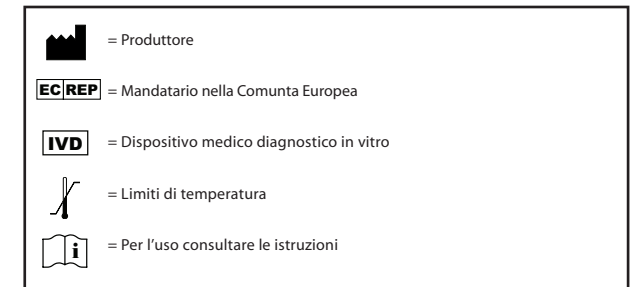 = Produttore
EC REP = Mandatario nella Comunta Europea
IVD = Dispositivo medico diagnostico in vitro
= Limiti di temperatura
i = Per l'uso consultare le istruzioni